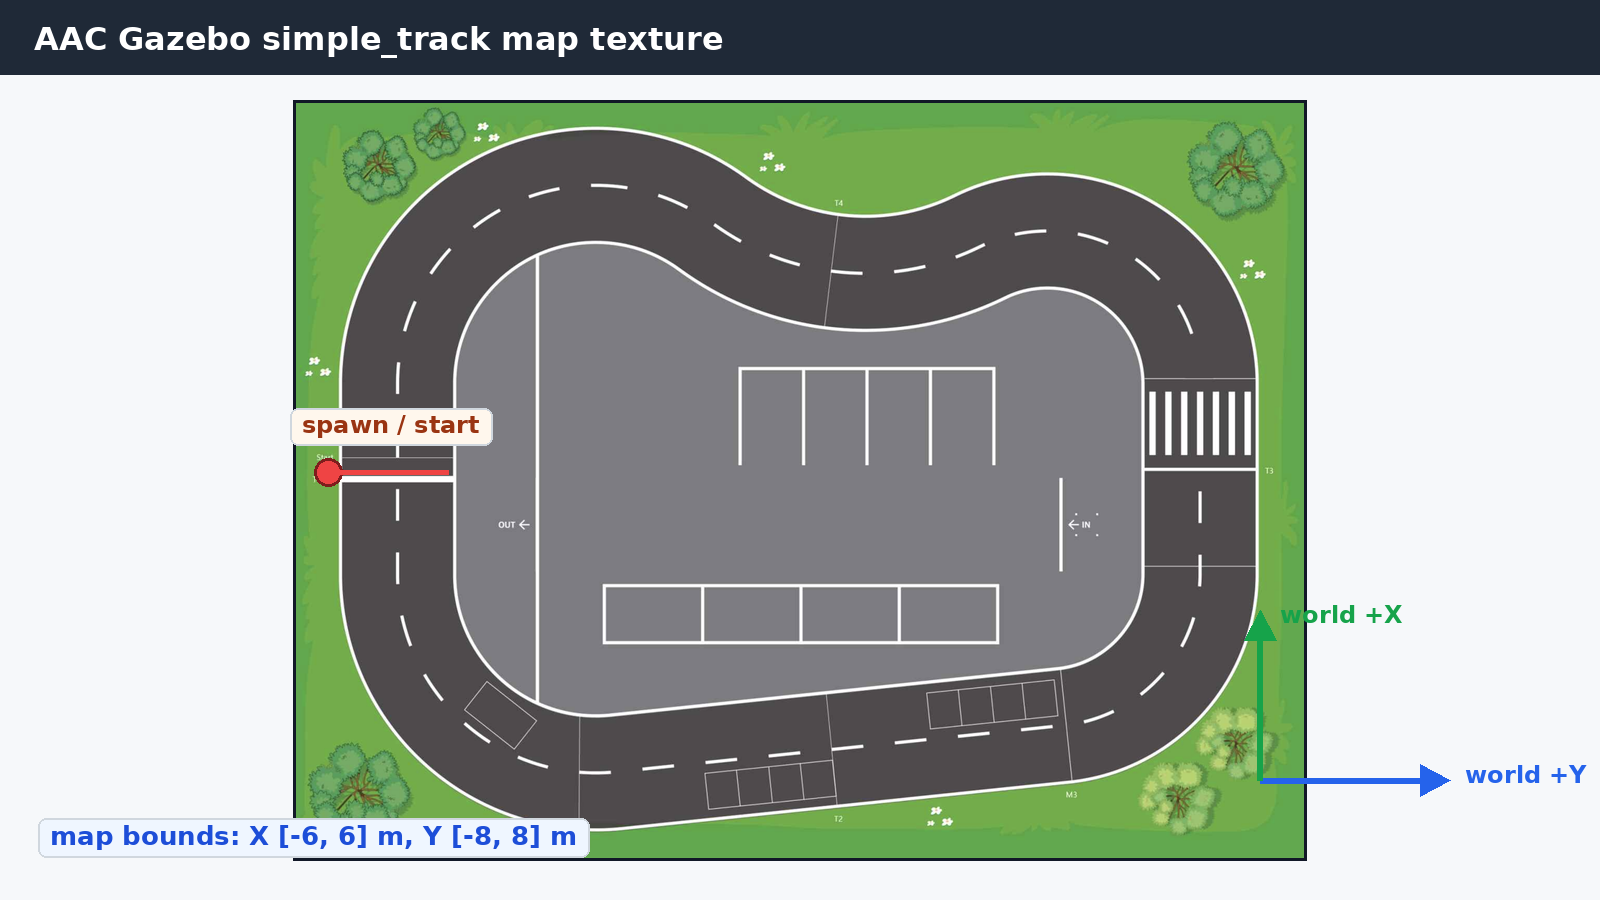 AAC Gazebo simple_track map texture
T4
spawn / start
Start
T3
OUT
IN
world +X
world +Y
M3
T2
map bounds: X [-6, 6] m, Y [-8, 8] m